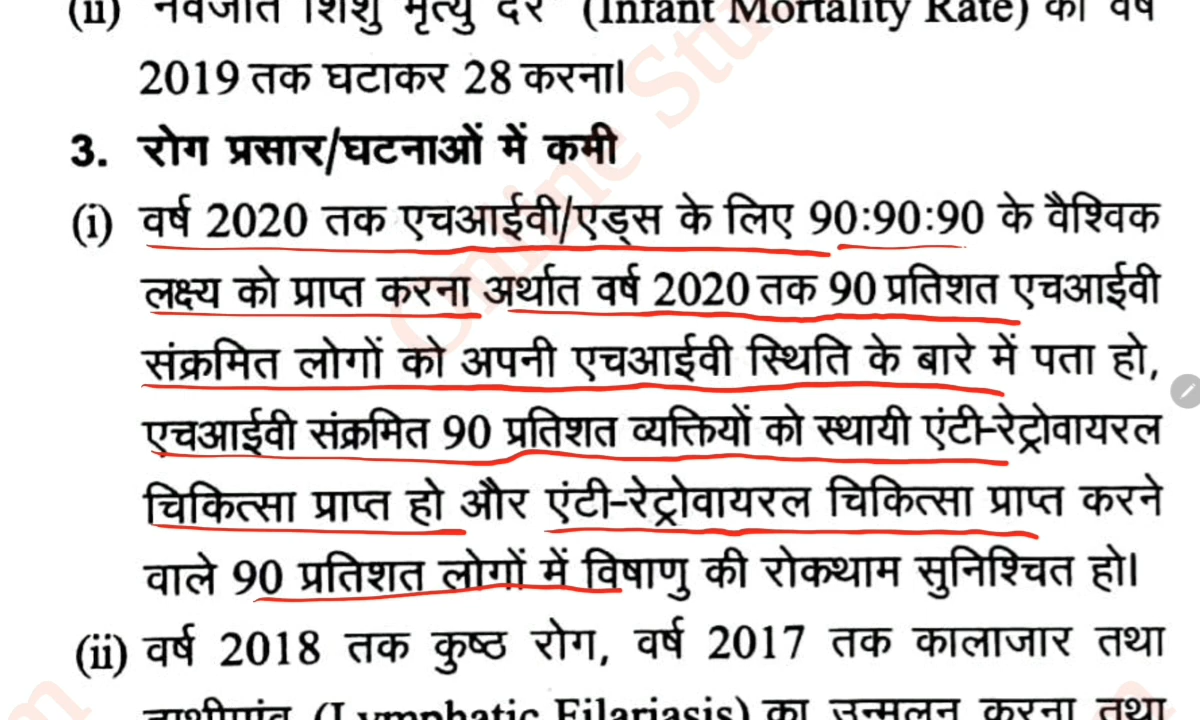 (ii) नवजात शिशु मृत्यु दर (Infant Mortality Rate) को वर्ष
2019 तक घटाकर 28 करना।
3. रोग प्रसार/घटनाओं में कमी
(i) वर्ष 2020 तक एचआईवी/एड्स के लिए 90:90:90 के वैश्विक
लक्ष्य को प्राप्त करना अर्थात वर्ष 2020 तक 90 प्रतिशत एचआईवी
संक्रमित लोगों को अपनी एचआईवी स्थिति के बारे में पता हो,
एचआईवी संक्रमित 90 प्रतिशत व्यक्तियों को स्थायी एंटी-रेट्रोवायरल
चिकित्सा प्राप्त हो और एंटी-रेट्रोवायरल चिकित्सा प्राप्त करने
वाले 90 प्रतिशत लोगों में विषाणु की रोकथाम सुनिश्चित हो।
(ii) वर्ष 2018 तक कुष्ठ रोग, वर्ष 2017 तक कालाजार तथा
(Lymphatic Filariasis) का उन्मूलन करना तथा
Online Stu